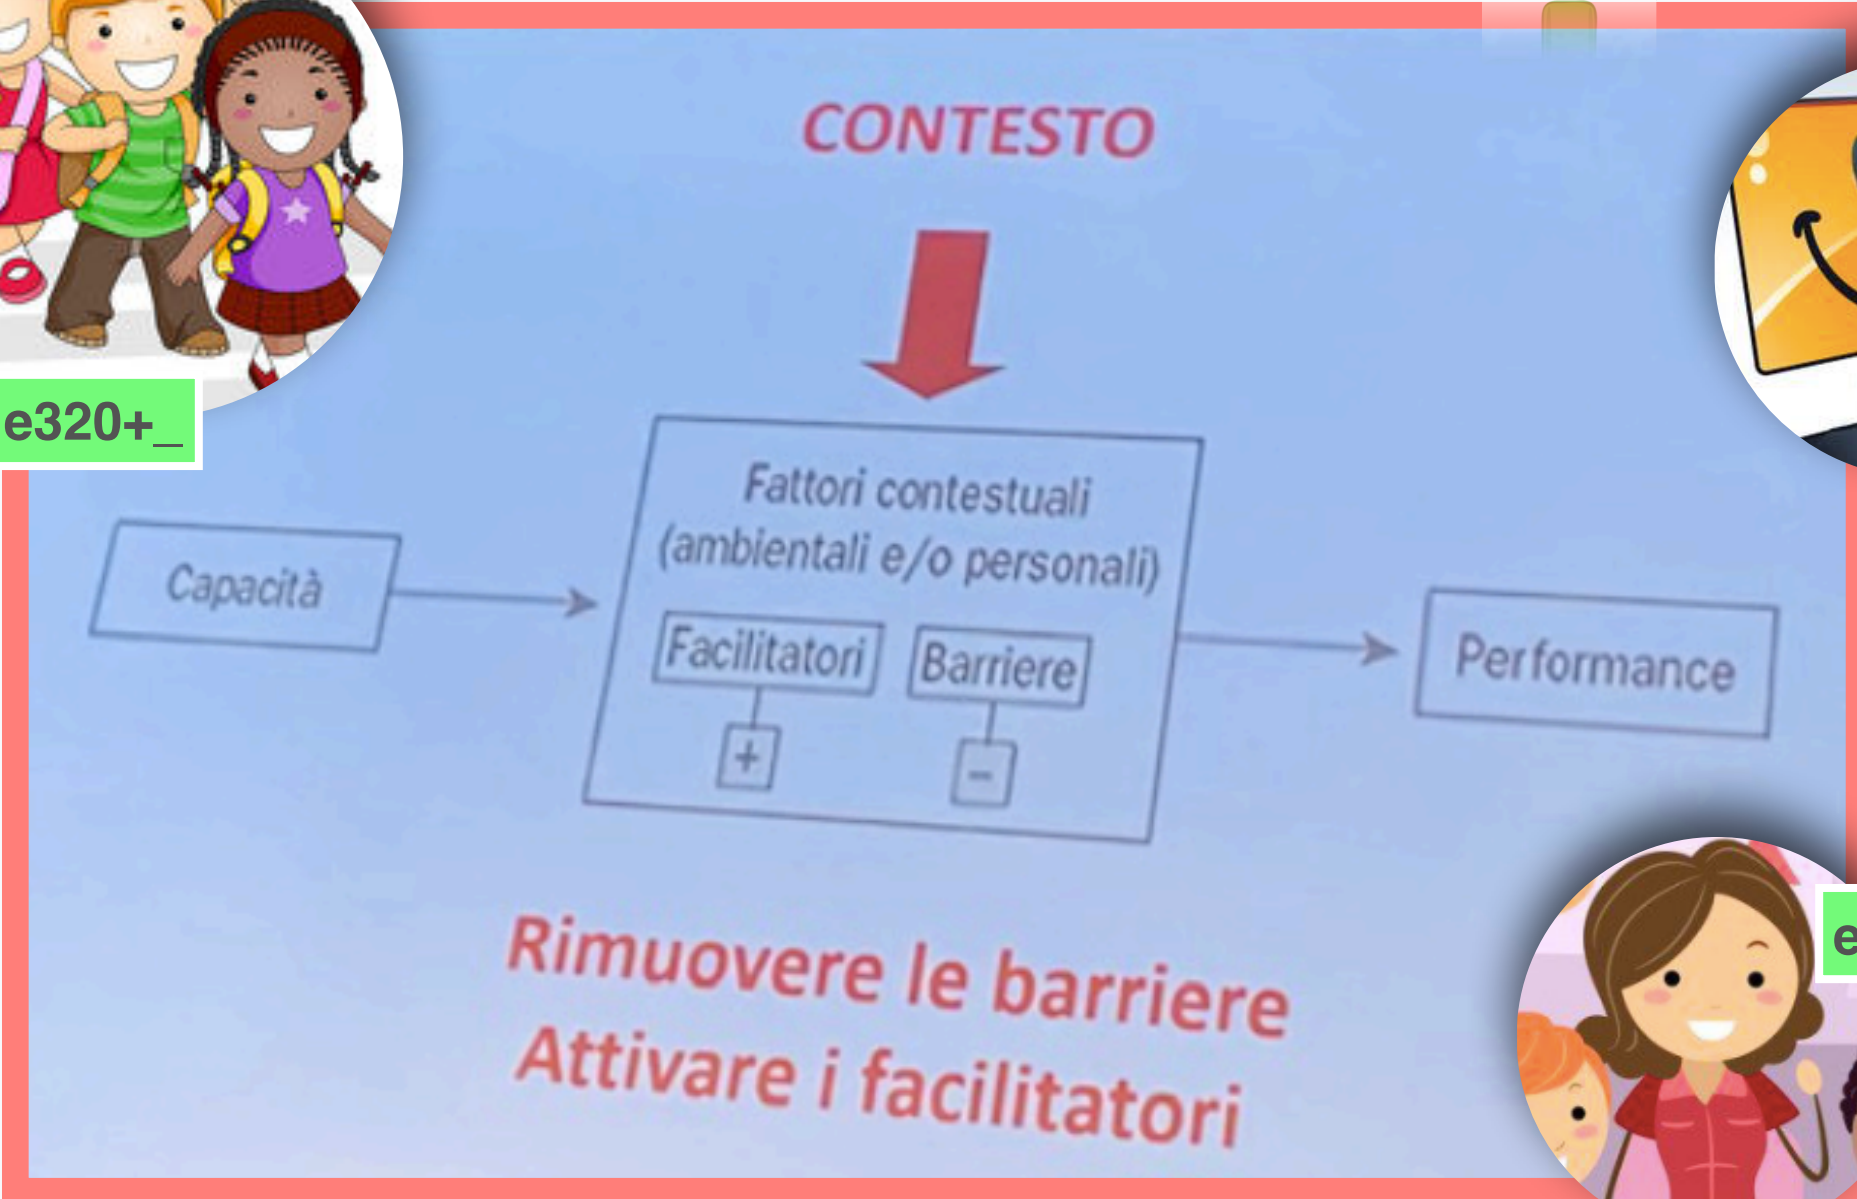 CONTESTO
e320+_
Fattori contestuali
(ambientali e/o personali)
Capacità
Facilitatori
Barriere
Performance
+
−
Rimuovere le barriere
Attivare i facilitatori
e